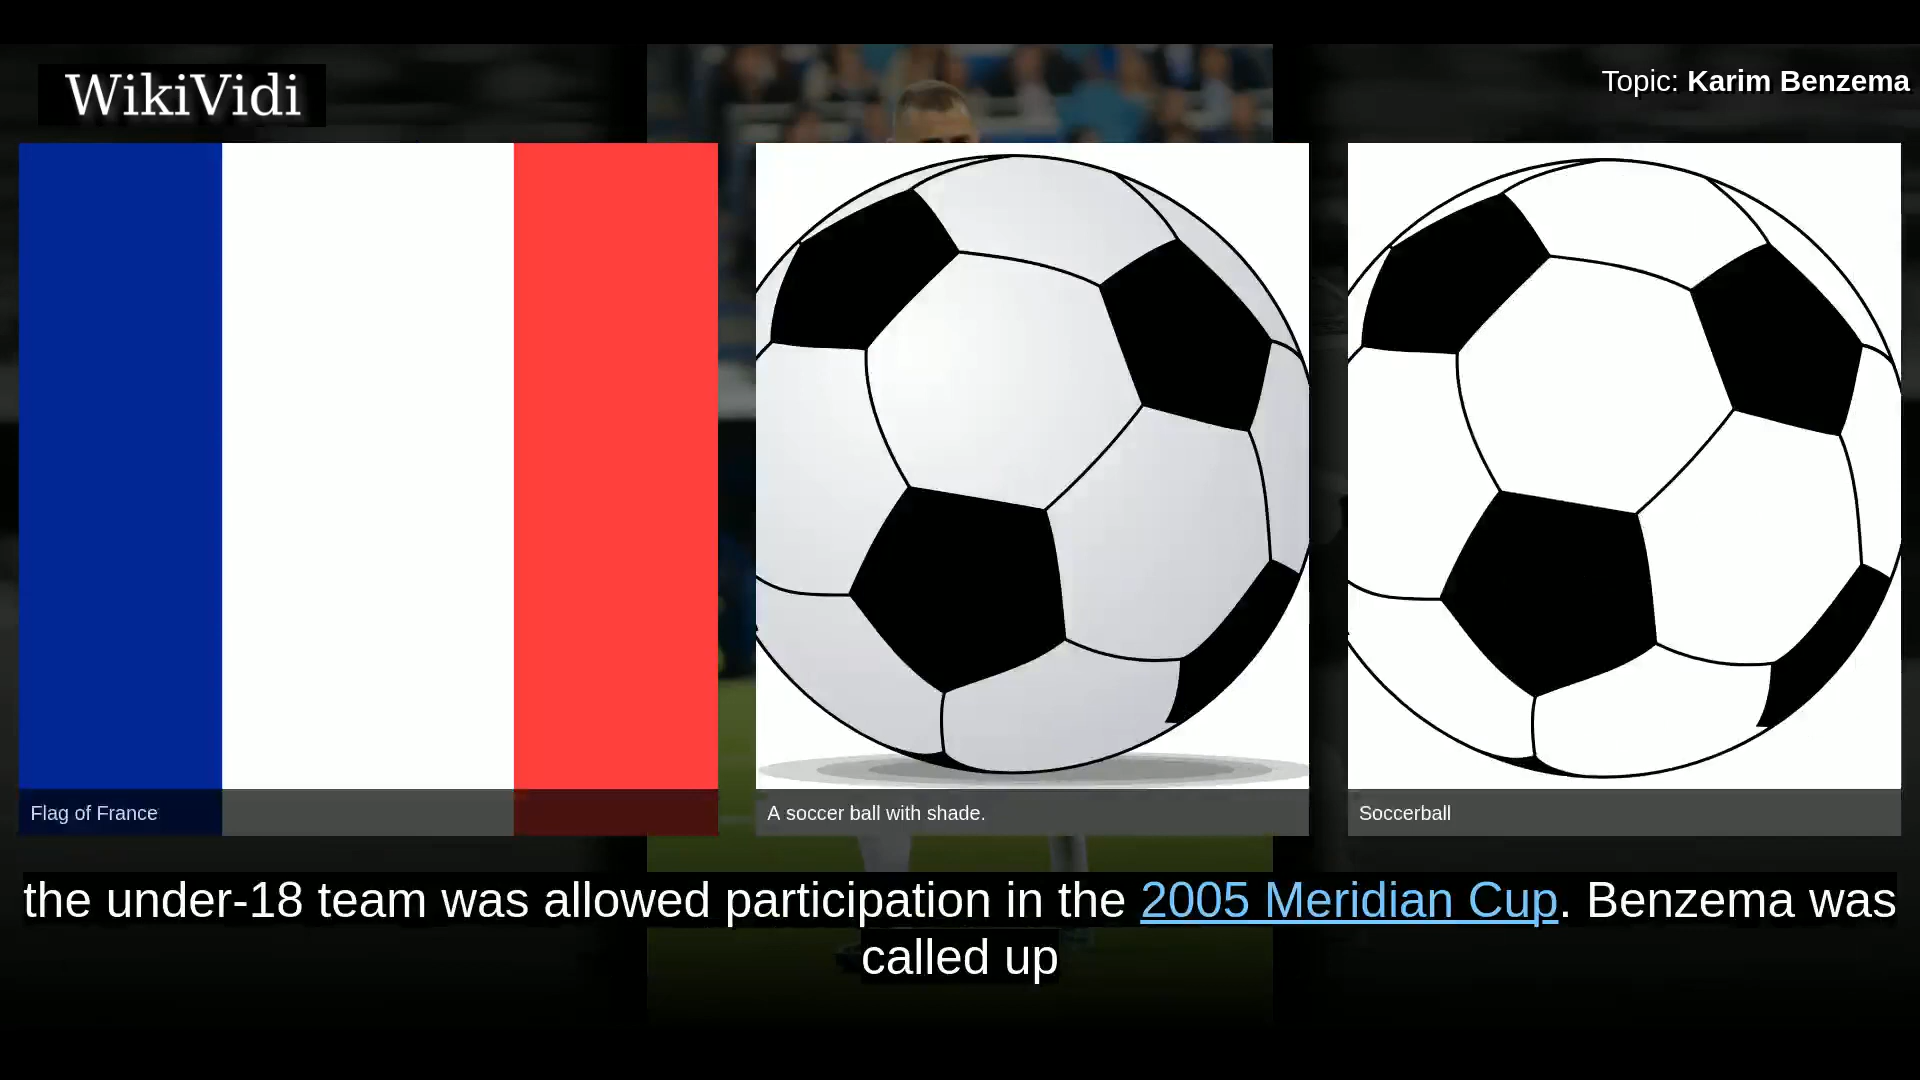 WikiVidi
Topic: Karim Benzema
Flag of France
A soccer ball with shade.
Soccerball
the under-18 team was allowed participation in the 2005 Meridian Cup. Benzema was
called up